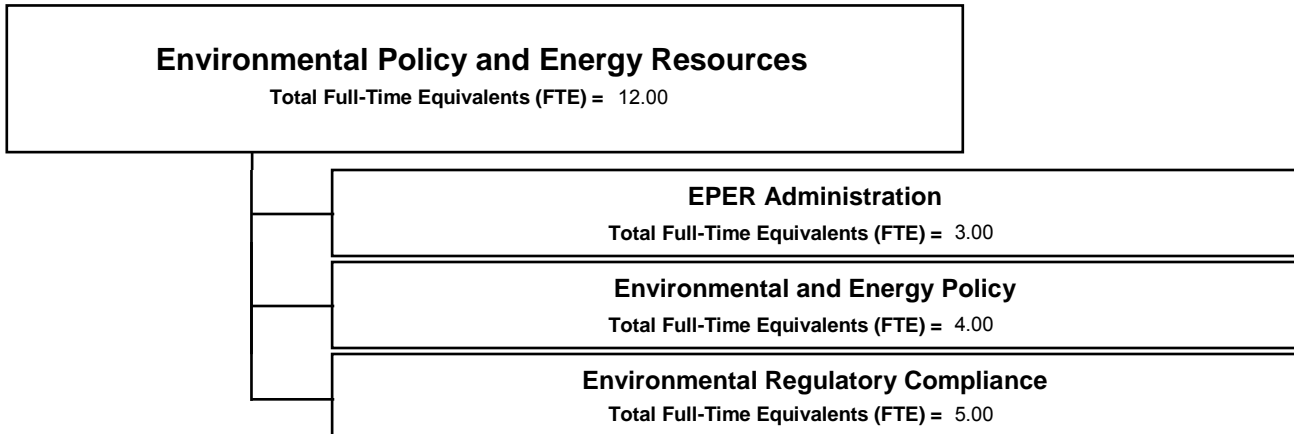 Environmental Policy and Energy Resources
Total Full-Time Equivalents (FTE) = 12.00
EPER Administration
Total Full-Time Equivalents (FTE) = 3.00
Environmental and Energy Policy
Total Full-Time Equivalents (FTE) = 4.00
Environmental Regulatory Compliance
Total Full-Time Equivalents (FTE) = 5.00